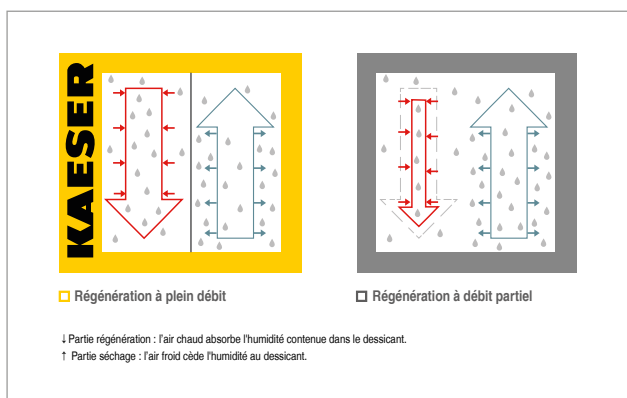 KAESER
Régénération à plein débit
Régénération à débit partiel
↓ Partie régénération : l'air chaud absorbe l'humidité contenue dans le dessicant.
↑ Partie séchage : l'air froid cède l'humidité au dessicant.